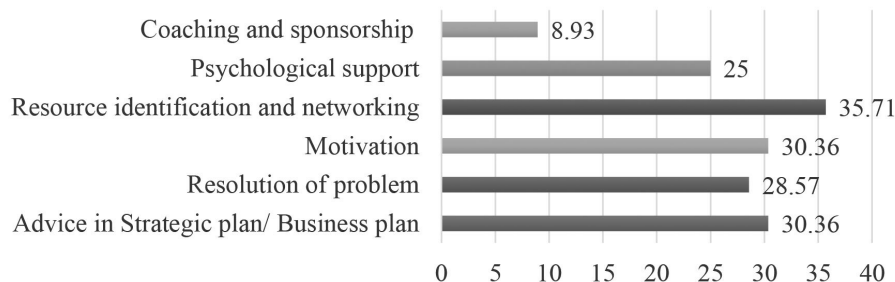 Coaching and sponsorship 8.93
Psychological support 25
Resource identification and networking 35.71
Motivation 30.36
Resolution of problem 28.57
Advice in Strategic plan/ Business plan 30.36
0 5 10 15 20 25 30 35 40